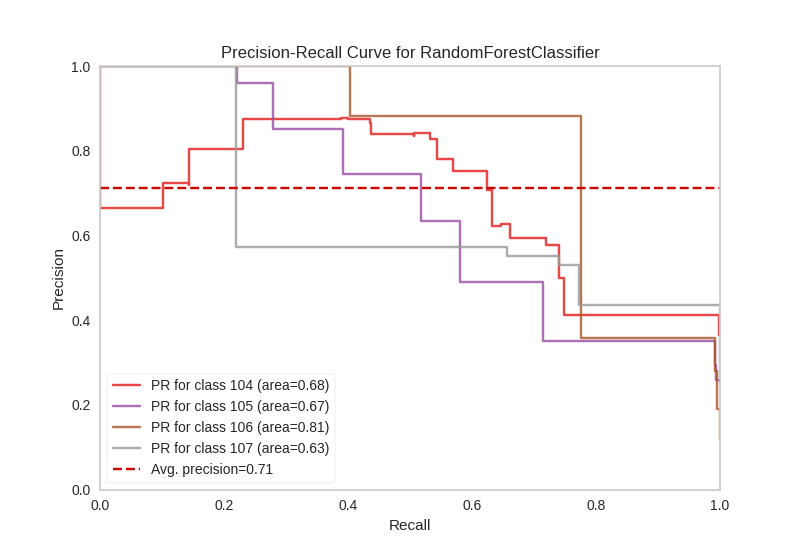 Precision-Recall Curve for RandomForestClassifier
1.0
0.8
0.6
0.4
0.2
0.0
Precision
PR for class 104 (area=0.68)
PR for class 105 (area=0.67)
PR for class 106 (area=0.81)
PR for class 107 (area=0.63)
Avg. precision=0.71
0.0 0.2 0.4 0.6 0.8 1.0
Recall